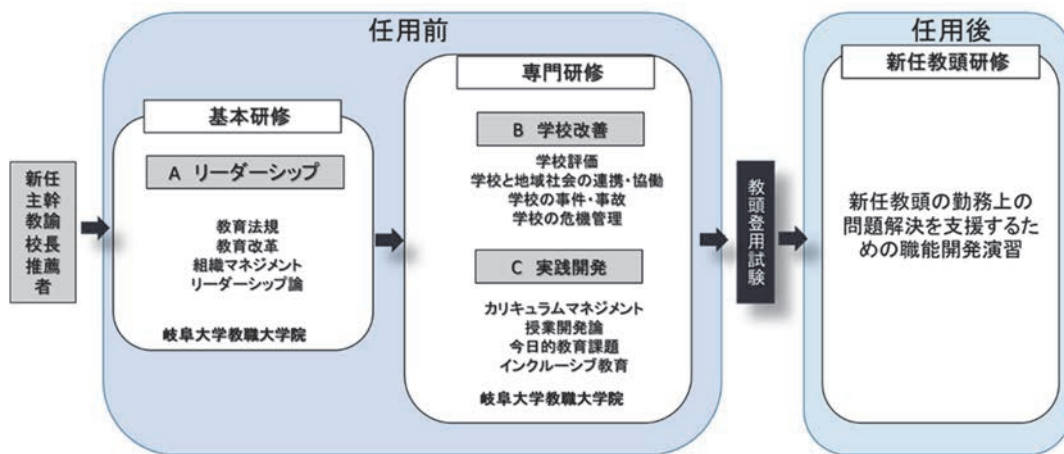 新任
主幹
教諭
校長
推薦
者
任用前
基本研修
A リーダーシップ
教育法規
教育改革
組織マネジメント
リーダーシップ論
岐阜大学教職大学院
専門研修
B 学校改善
学校評価
学校と地域社会の連携・協働
学校の事件・事故
学校の危機管理
C 実践開発
カリキュラムマネジメント
授業開発論
今日的教育課題
インクルーシブ教育
岐阜大学教職大学院
教頭登用試験
任用後
新任教頭研修
新任教頭の勤務上の
問題解決を支援するた
めの職能開発演習